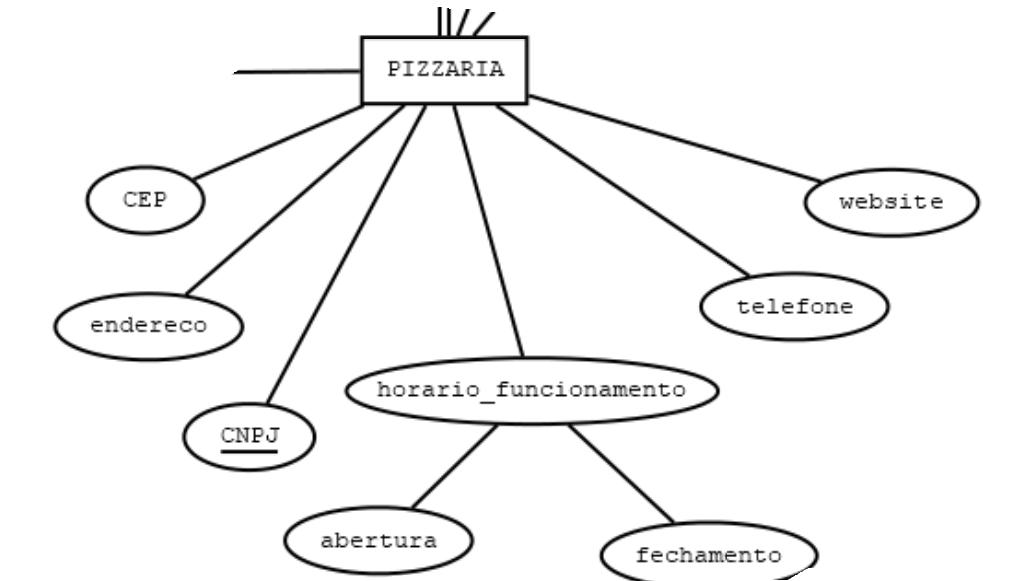 PIZZARIA
CEP
website
telefone
endereco
horario_funcionamento
CNPJ
abertura
fechamento